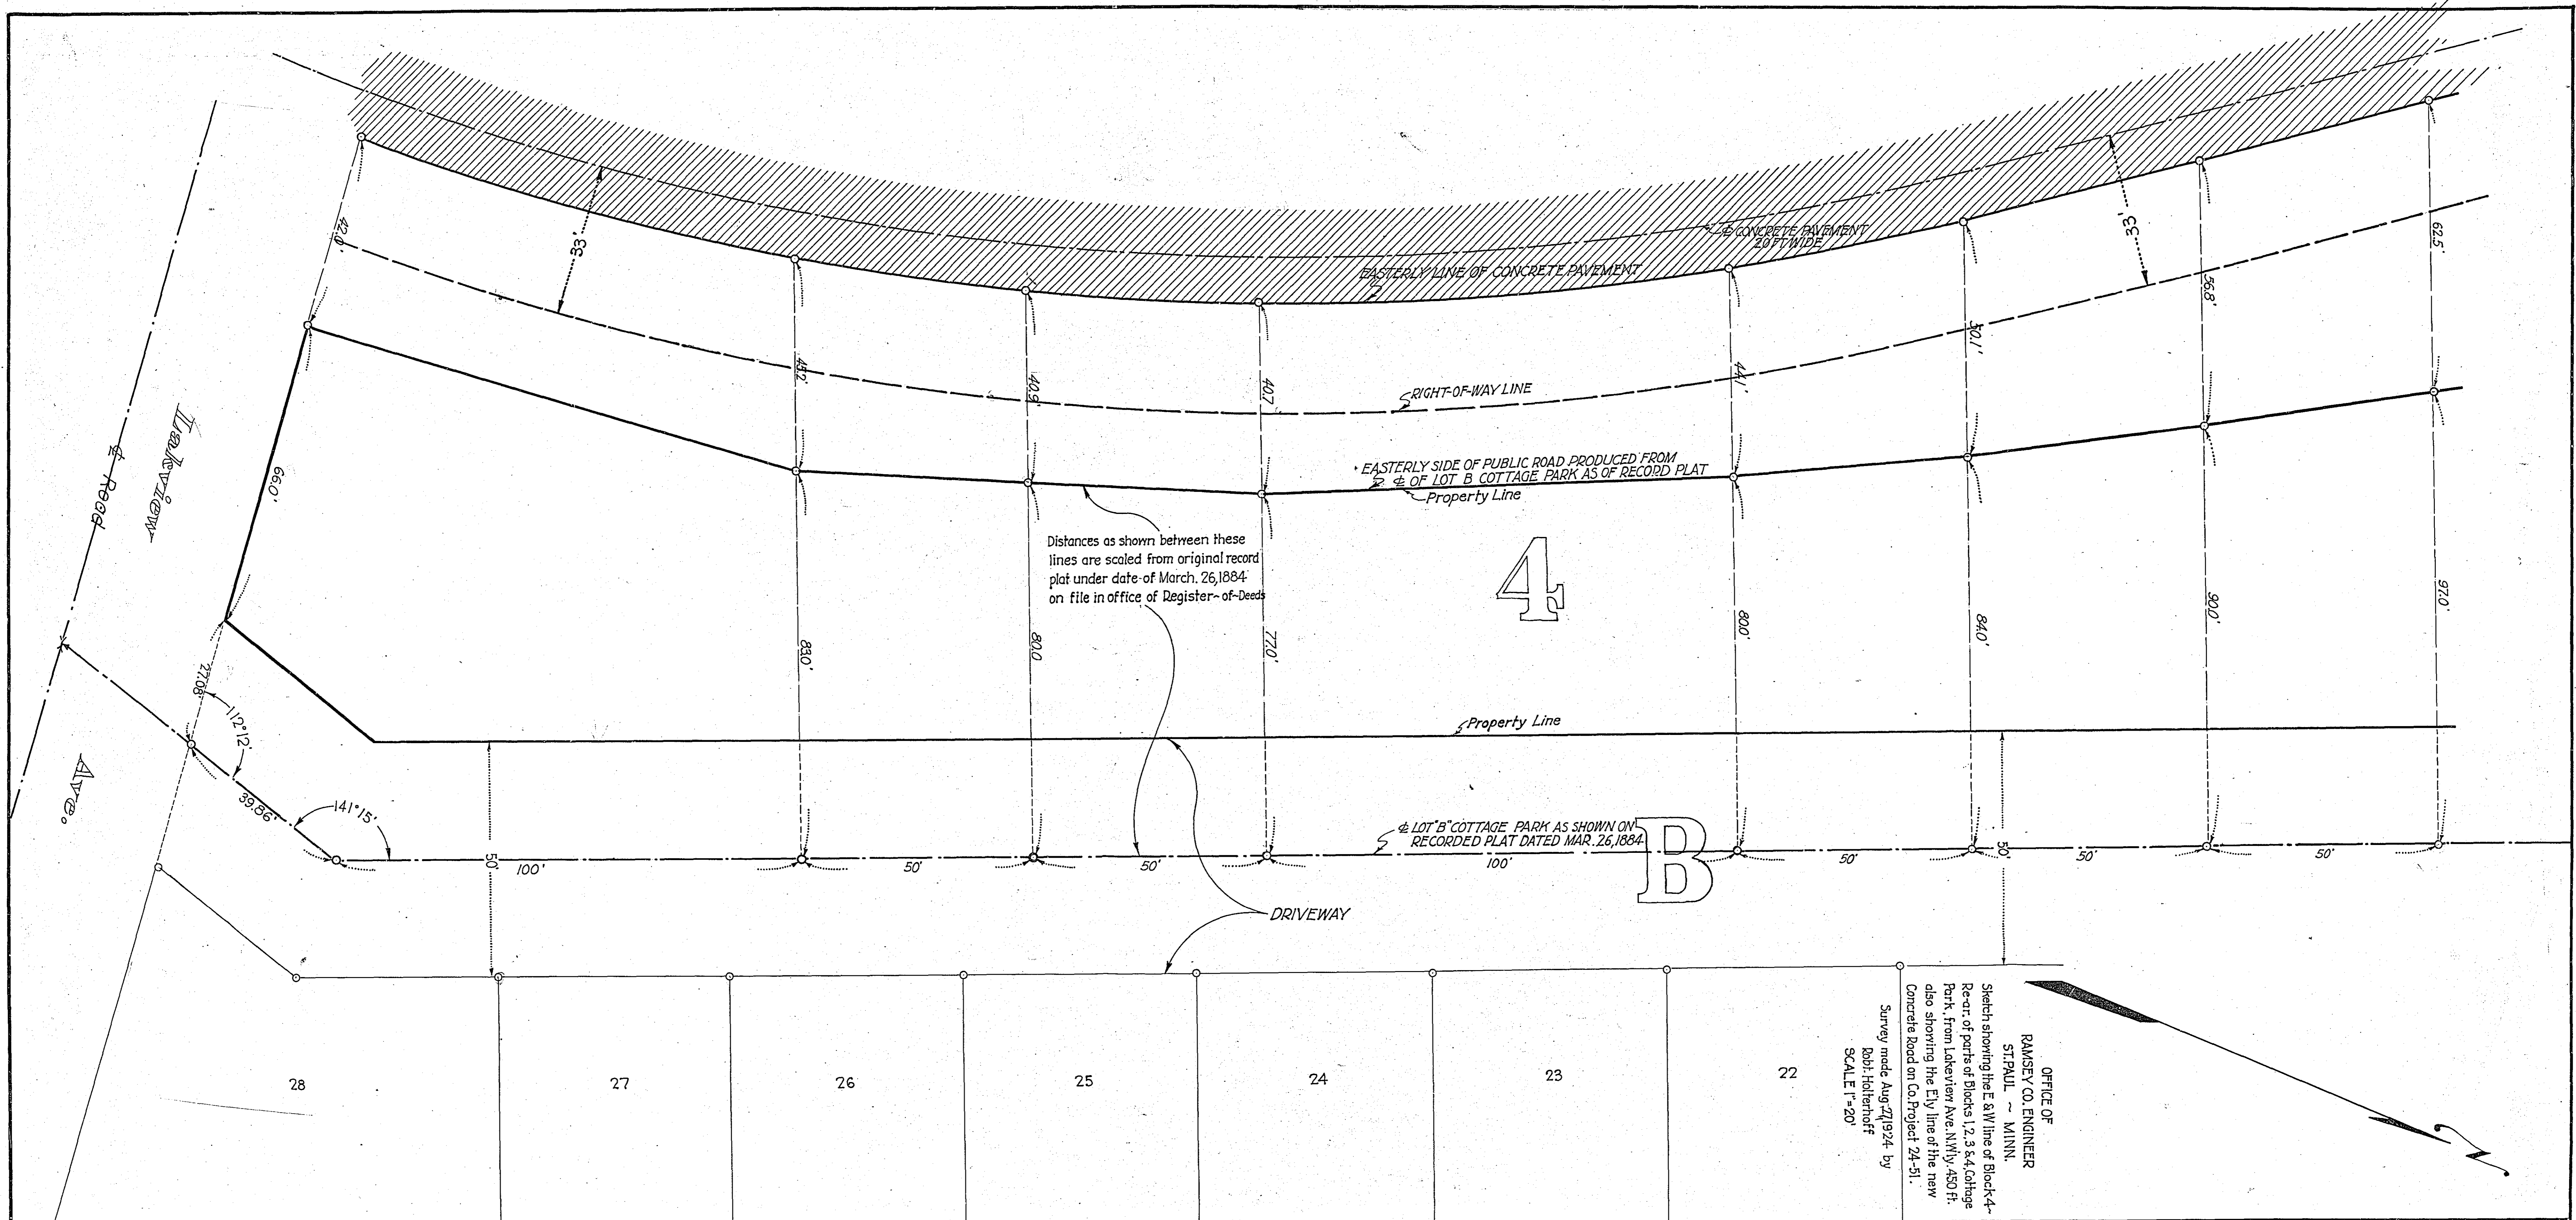 33'
42.0'
℄ CONCRETE PAVEMENT
20 FT WIDE
33'
EASTERLY LINE OF CONCRETE PAVEMENT
62.5'
56.8'
50.1'
44.1'
40.7'
40.9'
45.2'
RIGHT-OF-WAY LINE
Lakeview
℄ Road
Ave.
66.0'
EASTERLY SIDE OF PUBLIC ROAD PRODUCED FROM
℄ OF LOT B COTTAGE PARK AS OF RECORD PLAT
Property Line
Distances as shown between these
lines are scaled from original record
plat under date of March. 26, 1884
on file in office of Register~of~Deeds
4
83.0'
80.0
77.0'
80.0'
84.0'
90.0'
97.0'
27.08'
112°12'
39.86'
141°15'
Property Line
℄ LOT "B" COTTAGE PARK AS SHOWN ON
RECORDED PLAT DATED MAR. 26, 1884
B
50'
100'
50'
50'
100'
50'
50'
50'
50'
DRIVEWAY
28
27
26
25
24
23
22
OFFICE OF
RAMSEY CO. ENGINEER
ST. PAUL ~ MINN.
Sketch showing the E & W line of Block 4~
Re-ar. of parts of Blocks 1, 2, 3 & 4, Cottage
Park, from Lakeview Ave. N.W'ly. 450 ft.
also showing the E'ly line of the new
Concrete Road on Co. Project 24-51.
Survey made Aug. 27, 1924 by
Robt. Holterhoff
SCALE 1"=20'